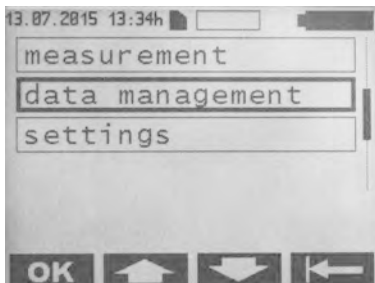 13.07.2015 13:34h
measurement
data management
settings
OK